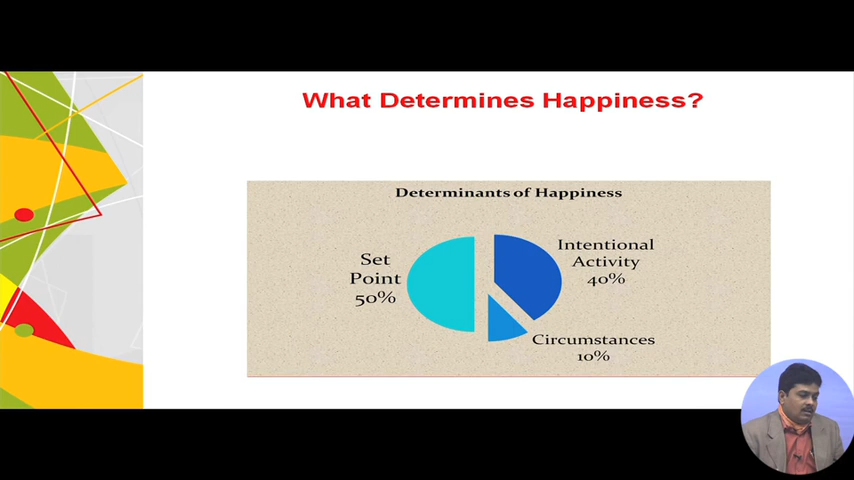 What Determines Happiness?
Determinants of Happiness
Set
Point
50%
Intentional
Activity
40%
Circumstances
10%